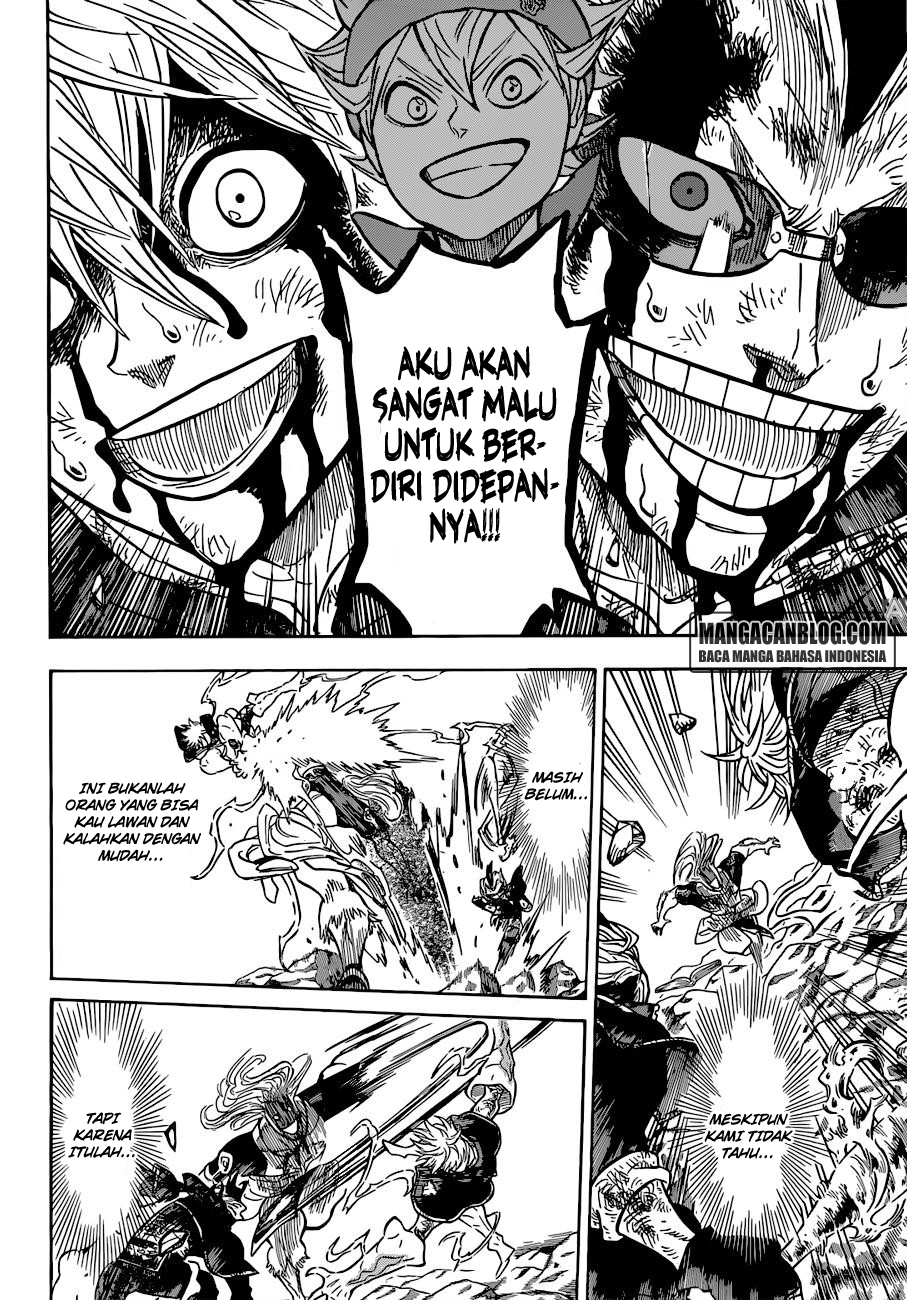 AKU AKAN
SANGAT MALU
UNTUK BER-
DIRI DIDEPAN-
NYA!!!
MANGACANBLOG.COM
BACA MANGA BAHASA INDONESIA
MESKIPUN
KAMI TIDAK
TAHU...
MASIH
BELUM...
INI BUKANLAH
ORANG YANG BISA
KAU LAWAN DAN
KALAHKAN DENGAN
MUDAH...
TAPI
KARENA
ITULAH...